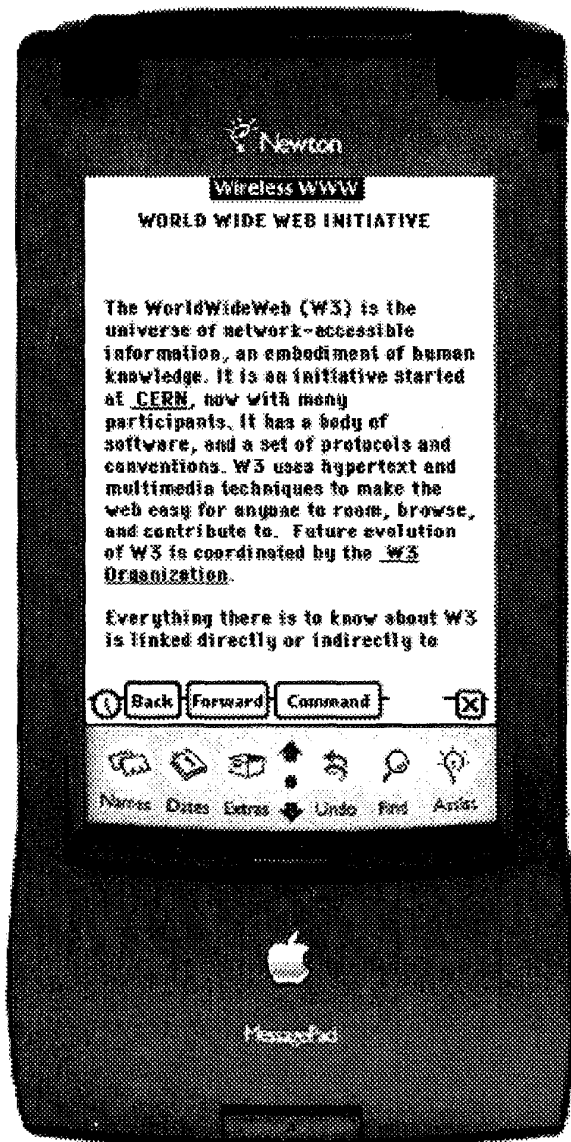 Newton
Wireless WWW
WORLD WIDE WEB INITIATIVE
The WorldWideWeb (W3) is the
universe of network-accessible
information, an embodiment of human
knowledge. It is an initiative started
at CERN, now with many
participants. It has a body of
software, and a set of protocols and
conventions. W3 uses hypertext and
multimedia techniques to make the
web easy for anyone to roam, browse,
and contribute to. Future evolution
of W3 is coordinated by the W3
Organization.
Everything there is to know about W3
is linked directly or indirectly to
Back Forward Command
Names Dates Extras Undo Find Assist
MessagePad